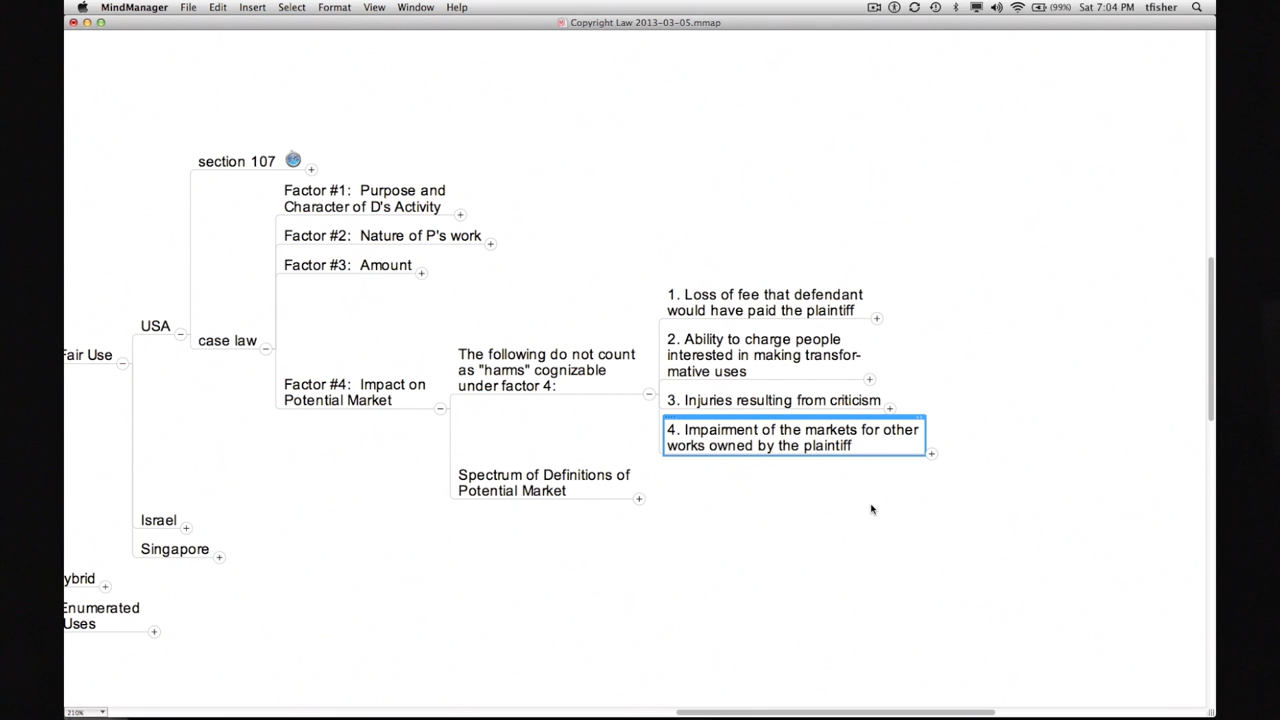 MindManager File Edit Insert Select Format View Window Help (99%) Sat 7:04 PM tfisher
Copyright Law 2013-03-05.mmap
section 107
Factor #1: Purpose and
Character of D's Activity
Factor #2: Nature of P's work
Factor #3: Amount
1. Loss of fee that defendant
would have paid the plaintiff
USA
case law
2. Ability to charge people
interested in making transfor-
mative uses
Fair Use
The following do not count
as "harms" cognizable
under factor 4:
Factor #4: Impact on
Potential Market
3. Injuries resulting from criticism
4. Impairment of the markets for other
works owned by the plaintiff
Spectrum of Definitions of
Potential Market
Israel
Singapore
ybrid
Enumerated
Uses
210%